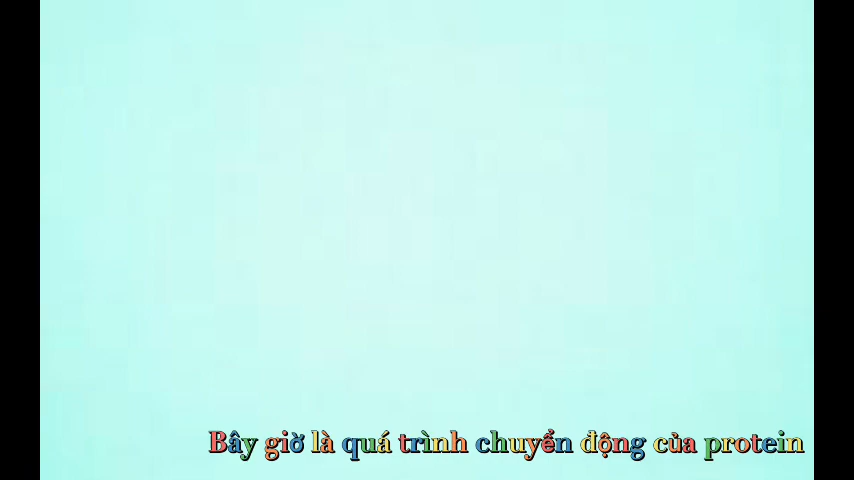 Bây giờ là quá trình chuyển động của protein